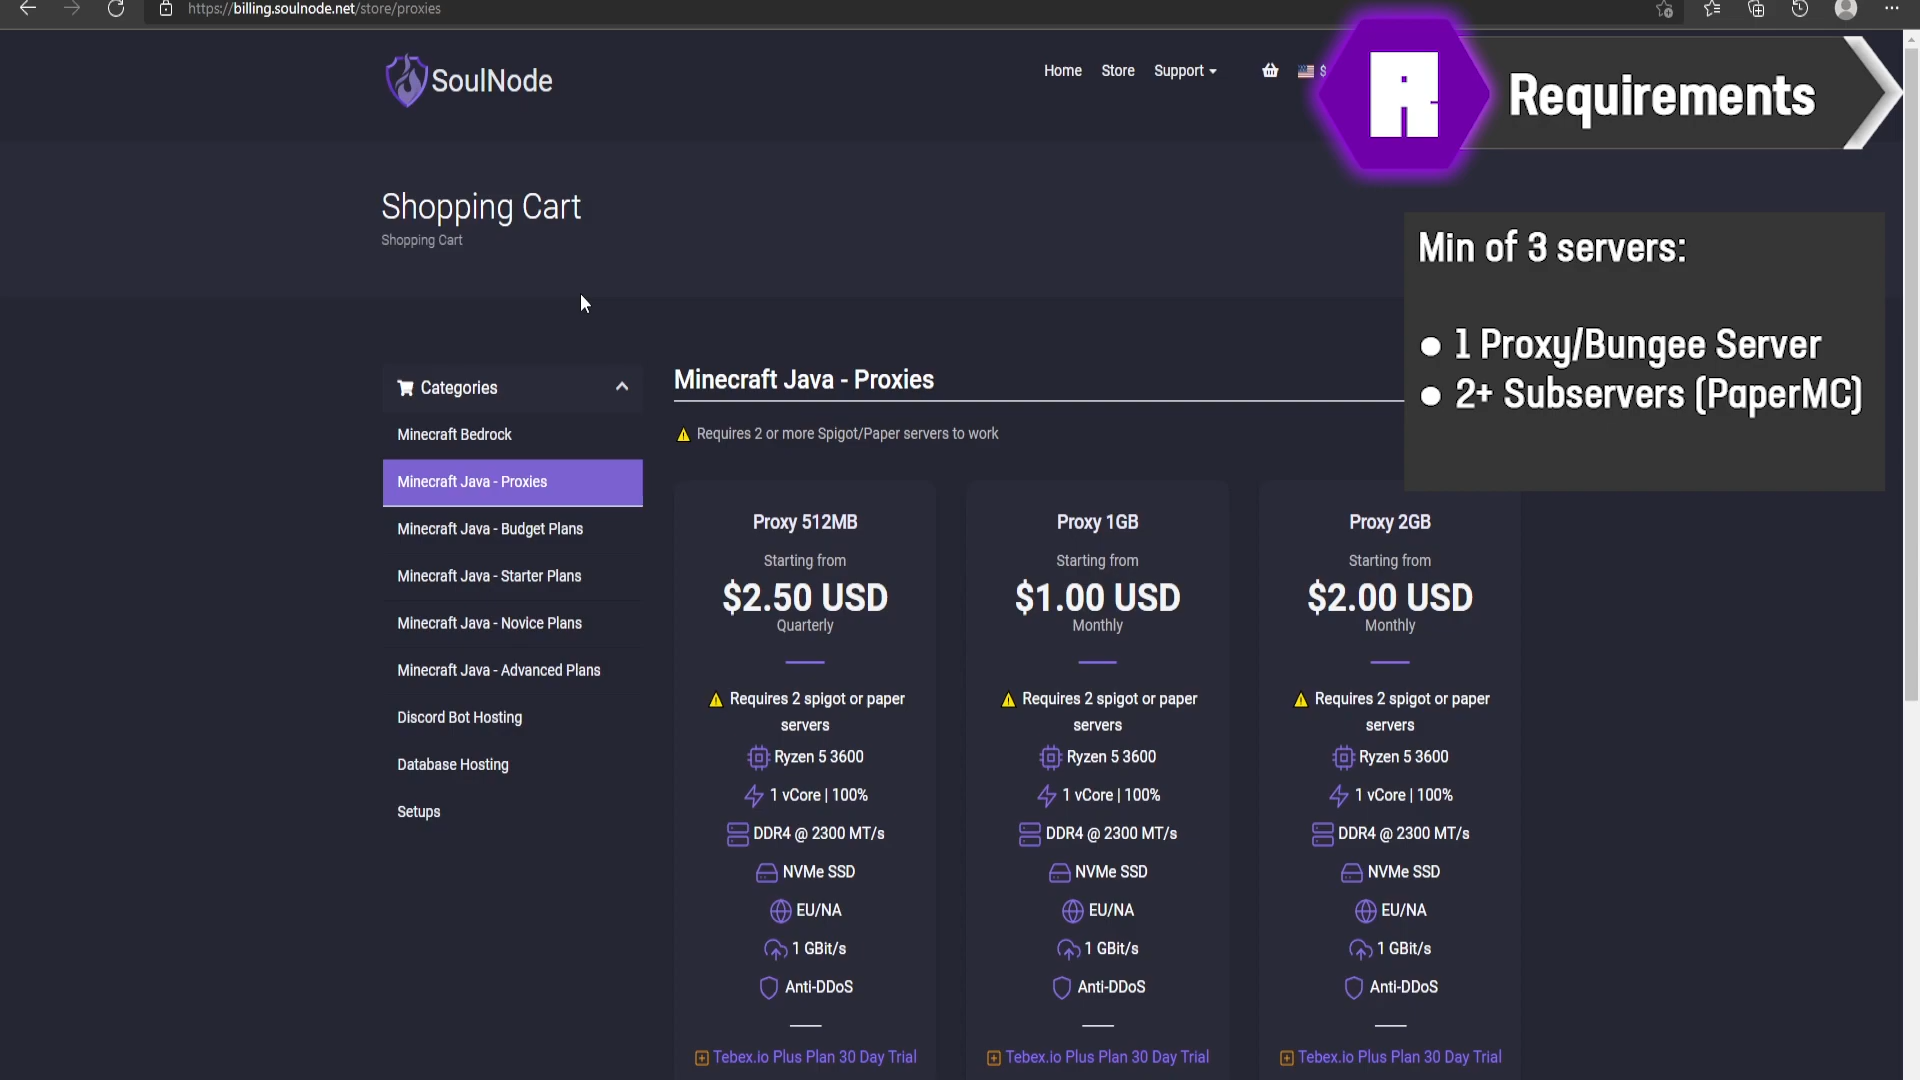 https://billing.soulnode.net/store/proxies
SoulNode
Home
Store
Support
$
R
Requirements
Shopping Cart
Shopping Cart
Min of 3 servers:
1 Proxy/Bungee Server
2+ Subservers (PaperMC)
Categories
Minecraft Bedrock
Minecraft Java - Proxies
Minecraft Java - Budget Plans
Minecraft Java - Starter Plans
Minecraft Java - Novice Plans
Minecraft Java - Advanced Plans
Discord Bot Hosting
Database Hosting
Setups
Minecraft Java - Proxies
Requires 2 or more Spigot/Paper servers to work
Proxy 512MB
Starting from
$2.50 USD
Quarterly
Requires 2 spigot or paper
servers
Ryzen 5 3600
1 vCore | 100%
DDR4 @ 2300 MT/s
NVMe SSD
EU/NA
1 GBit/s
Anti-DDoS
Tebex.io Plus Plan 30 Day Trial
Proxy 1GB
Starting from
$1.00 USD
Monthly
Requires 2 spigot or paper
servers
Ryzen 5 3600
1 vCore | 100%
DDR4 @ 2300 MT/s
NVMe SSD
EU/NA
1 GBit/s
Anti-DDoS
Tebex.io Plus Plan 30 Day Trial
Proxy 2GB
Starting from
$2.00 USD
Monthly
Requires 2 spigot or paper
servers
Ryzen 5 3600
1 vCore | 100%
DDR4 @ 2300 MT/s
NVMe SSD
EU/NA
1 GBit/s
Anti-DDoS
Tebex.io Plus Plan 30 Day Trial